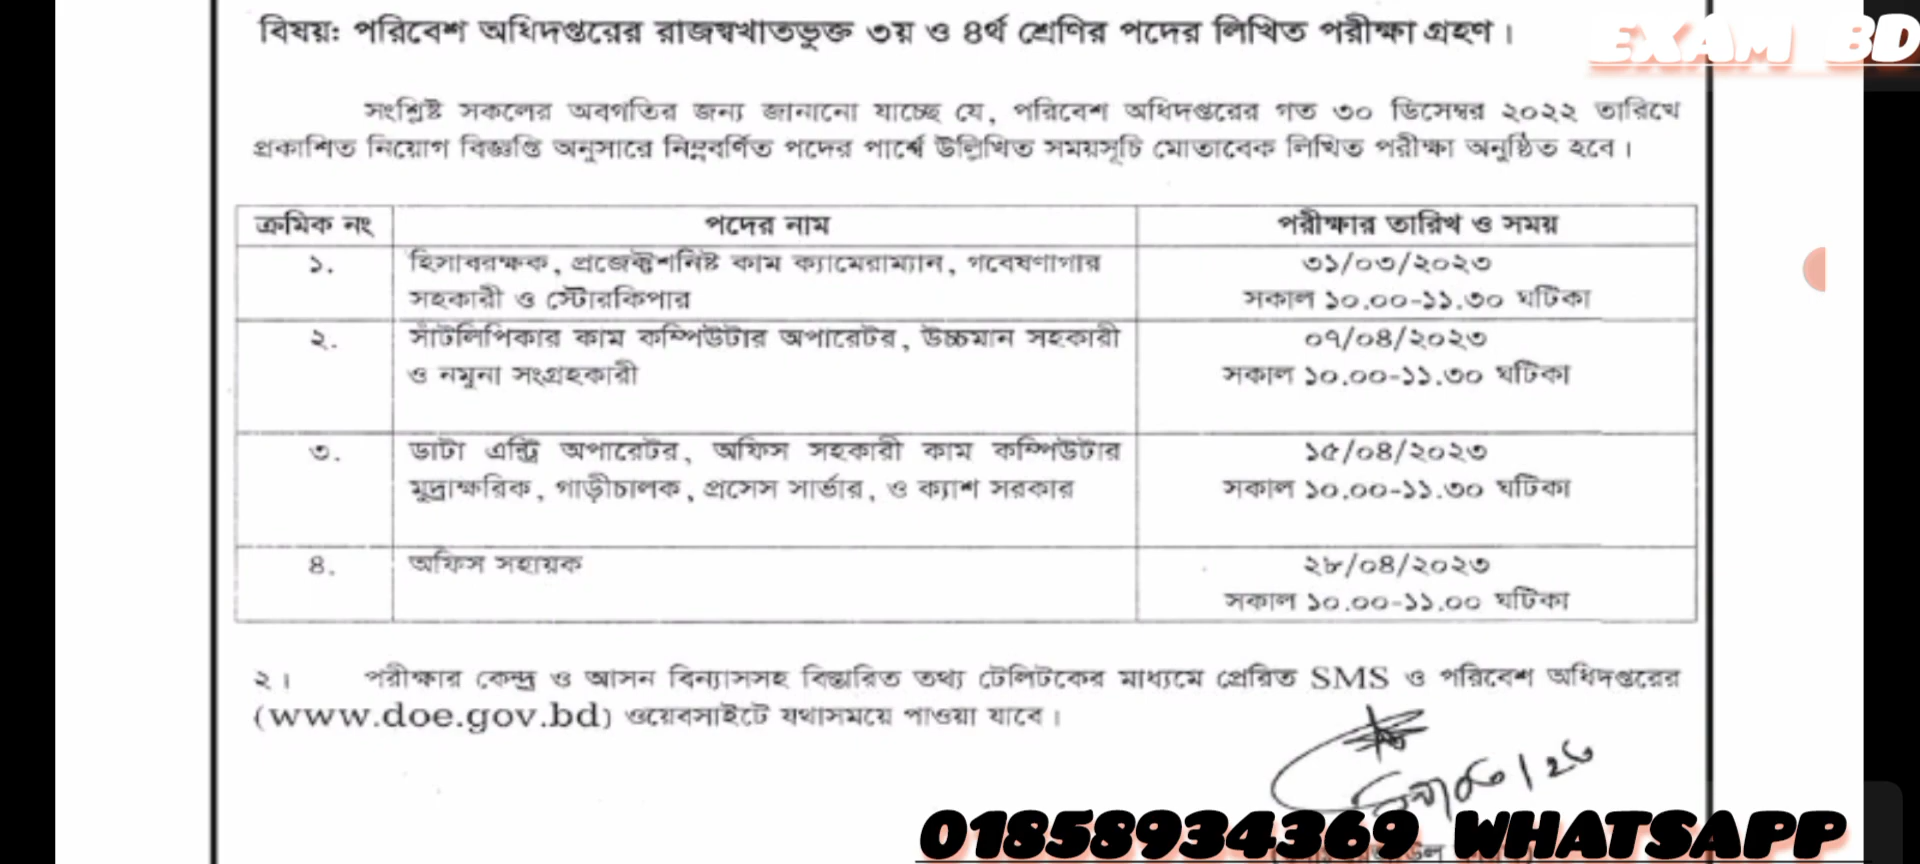 বিষয়: পরিবেশ অধিদপ্তরের রাজস্বখাতভুক্ত ৩য় ও ৪র্থ শ্রেণির পদের লিখিত পরীক্ষা গ্রহণ।
EXAM BD
সংশ্লিষ্ট সকলের অবগতির জন্য জানানো যাচ্ছে যে, পরিবেশ অধিদপ্তরের গত ৩০ ডিসেম্বর ২০২২ তারিখে
প্রকাশিত নিয়োগ বিজ্ঞপ্তি অনুসারে নিম্নবর্ণিত পদের পার্শ্বে উল্লিখিত সময়সূচি মোতাবেক লিখিত পরীক্ষা অনুষ্ঠিত হবে।
ক্রমিক নং পদের নাম পরীক্ষার তারিখ ও সময়
১. হিসাবরক্ষক, প্রজেক্টশনিষ্ট কাম ক্যামেরাম্যান, গবেষণাগার ৩১/০৩/২০২৩
সহকারী ও স্টোরকিপার সকাল ১০.০০-১১.৩০ ঘটিকা
২. সাঁটলিপিকার কাম কম্পিউটার অপারেটর, উচ্চমান সহকারী ০৭/০৪/২০২৩
ও নমুনা সংগ্রহকারী সকাল ১০.০০-১১.৩০ ঘটিকা
৩. ডাটা এন্ট্রি অপারেটর, অফিস সহকারী কাম কম্পিউটার ১৫/০৪/২০২৩
মুদ্রাক্ষরিক, গাড়ীচালক, প্রসেস সার্ভার, ও ক্যাশ সরকার সকাল ১০.০০-১১.৩০ ঘটিকা
৪. অফিস সহায়ক ২৮/০৪/২০২৩
সকাল ১০.০০-১১.০০ ঘটিকা
২। পরীক্ষার কেন্দ্র ও আসন বিন্যাসসহ বিস্তারিত তথ্য টেলিটকের মাধ্যমে প্রেরিত SMS ও পরিবেশ অধিদপ্তরের
(www.doe.gov.bd) ওয়েবসাইটে যথাসময়ে পাওয়া যাবে।
01858934369 WHATSAPP